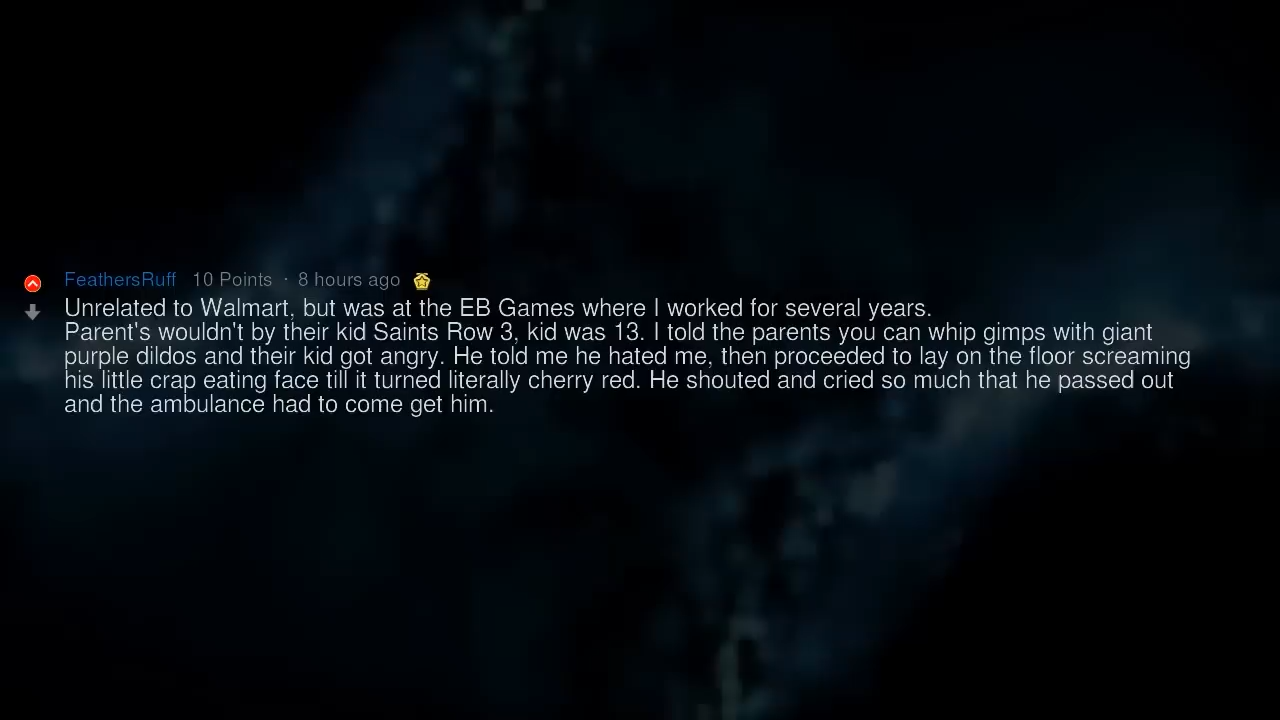 FeathersRuff 10 Points · 8 hours ago
Unrelated to Walmart, but was at the EB Games where I worked for several years.
Parent's wouldn't by their kid Saints Row 3, kid was 13. I told the parents you can whip gimps with giant
purple dildos and their kid got angry. He told me he hated me, then proceeded to lay on the floor screaming
his little crap eating face till it turned literally cherry red. He shouted and cried so much that he passed out
and the ambulance had to come get him.